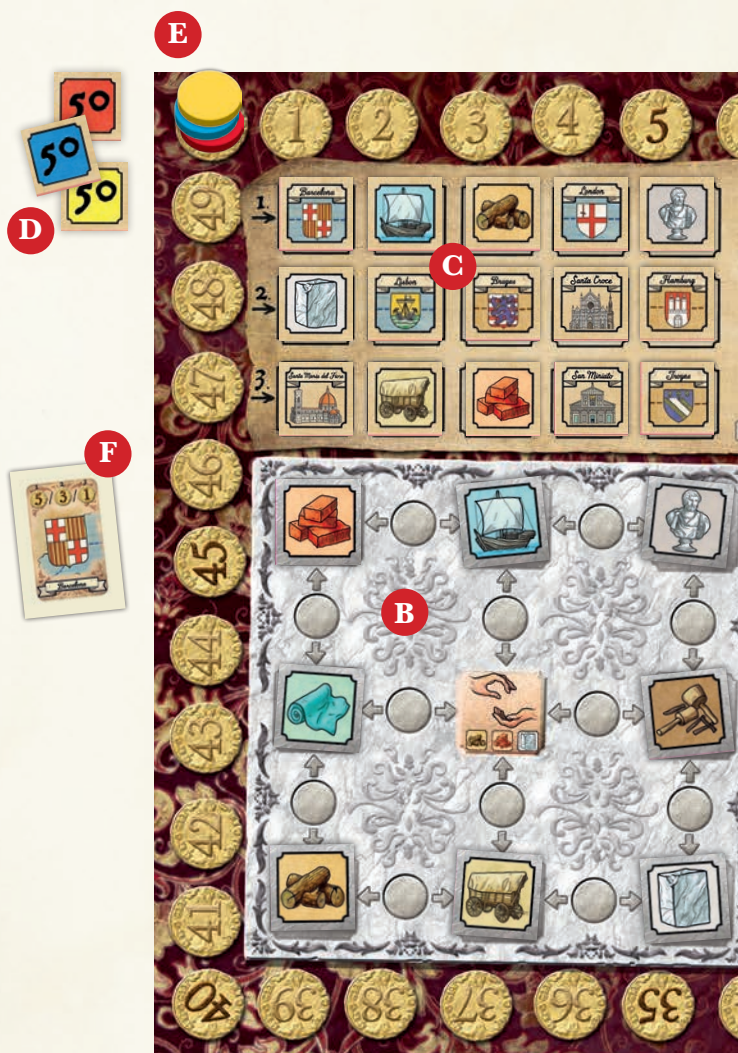 E
50
50
50
D
1 2 3 4 5
49
1. Barcelona London
C
48
2. Lisbon Bruges Santa Croce Hamburg
47
3. Santa Maria del Fiore San Miniato Troyes
F
5/3/1
Barcelona
46
45
B
44
43
42
41
40 39 38 37 36 35